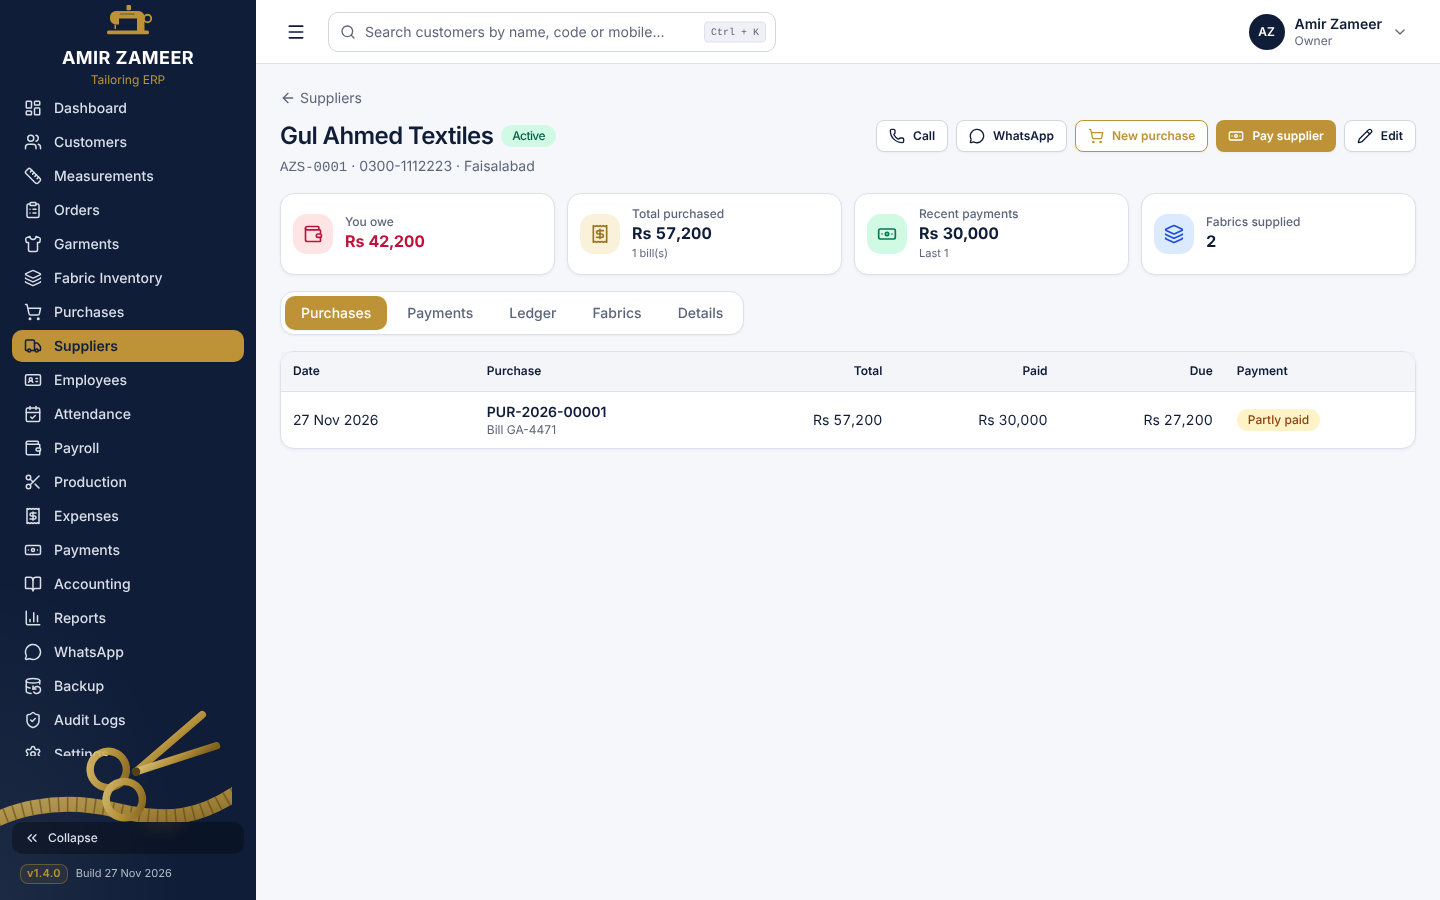 AMIR ZAMEER
Tailoring ERP
Dashboard
Customers
Measurements
Orders
Garments
Fabric Inventory
Purchases
Suppliers
Employees
Attendance
Payroll
Production
Expenses
Payments
Accounting
Reports
WhatsApp
Backup
Audit Logs
Settings
Collapse
v1.4.0 Build 27 Nov 2026
Search customers by name, code or mobile... Ctrl + K
AZ Amir Zameer
Owner
Suppliers
Gul Ahmed Textiles Active
Call WhatsApp New purchase Pay supplier Edit
AZS-0001 · 0300-1112223 · Faisalabad
You owe
Rs 42,200
Total purchased
Rs 57,200
1 bill(s)
Recent payments
Rs 30,000
Last 1
Fabrics supplied
2
Purchases Payments Ledger Fabrics Details
Date Purchase Total Paid Due Payment
27 Nov 2026 PUR-2026-00001 Rs 57,200 Rs 30,000 Rs 27,200 Partly paid
Bill GA-4471